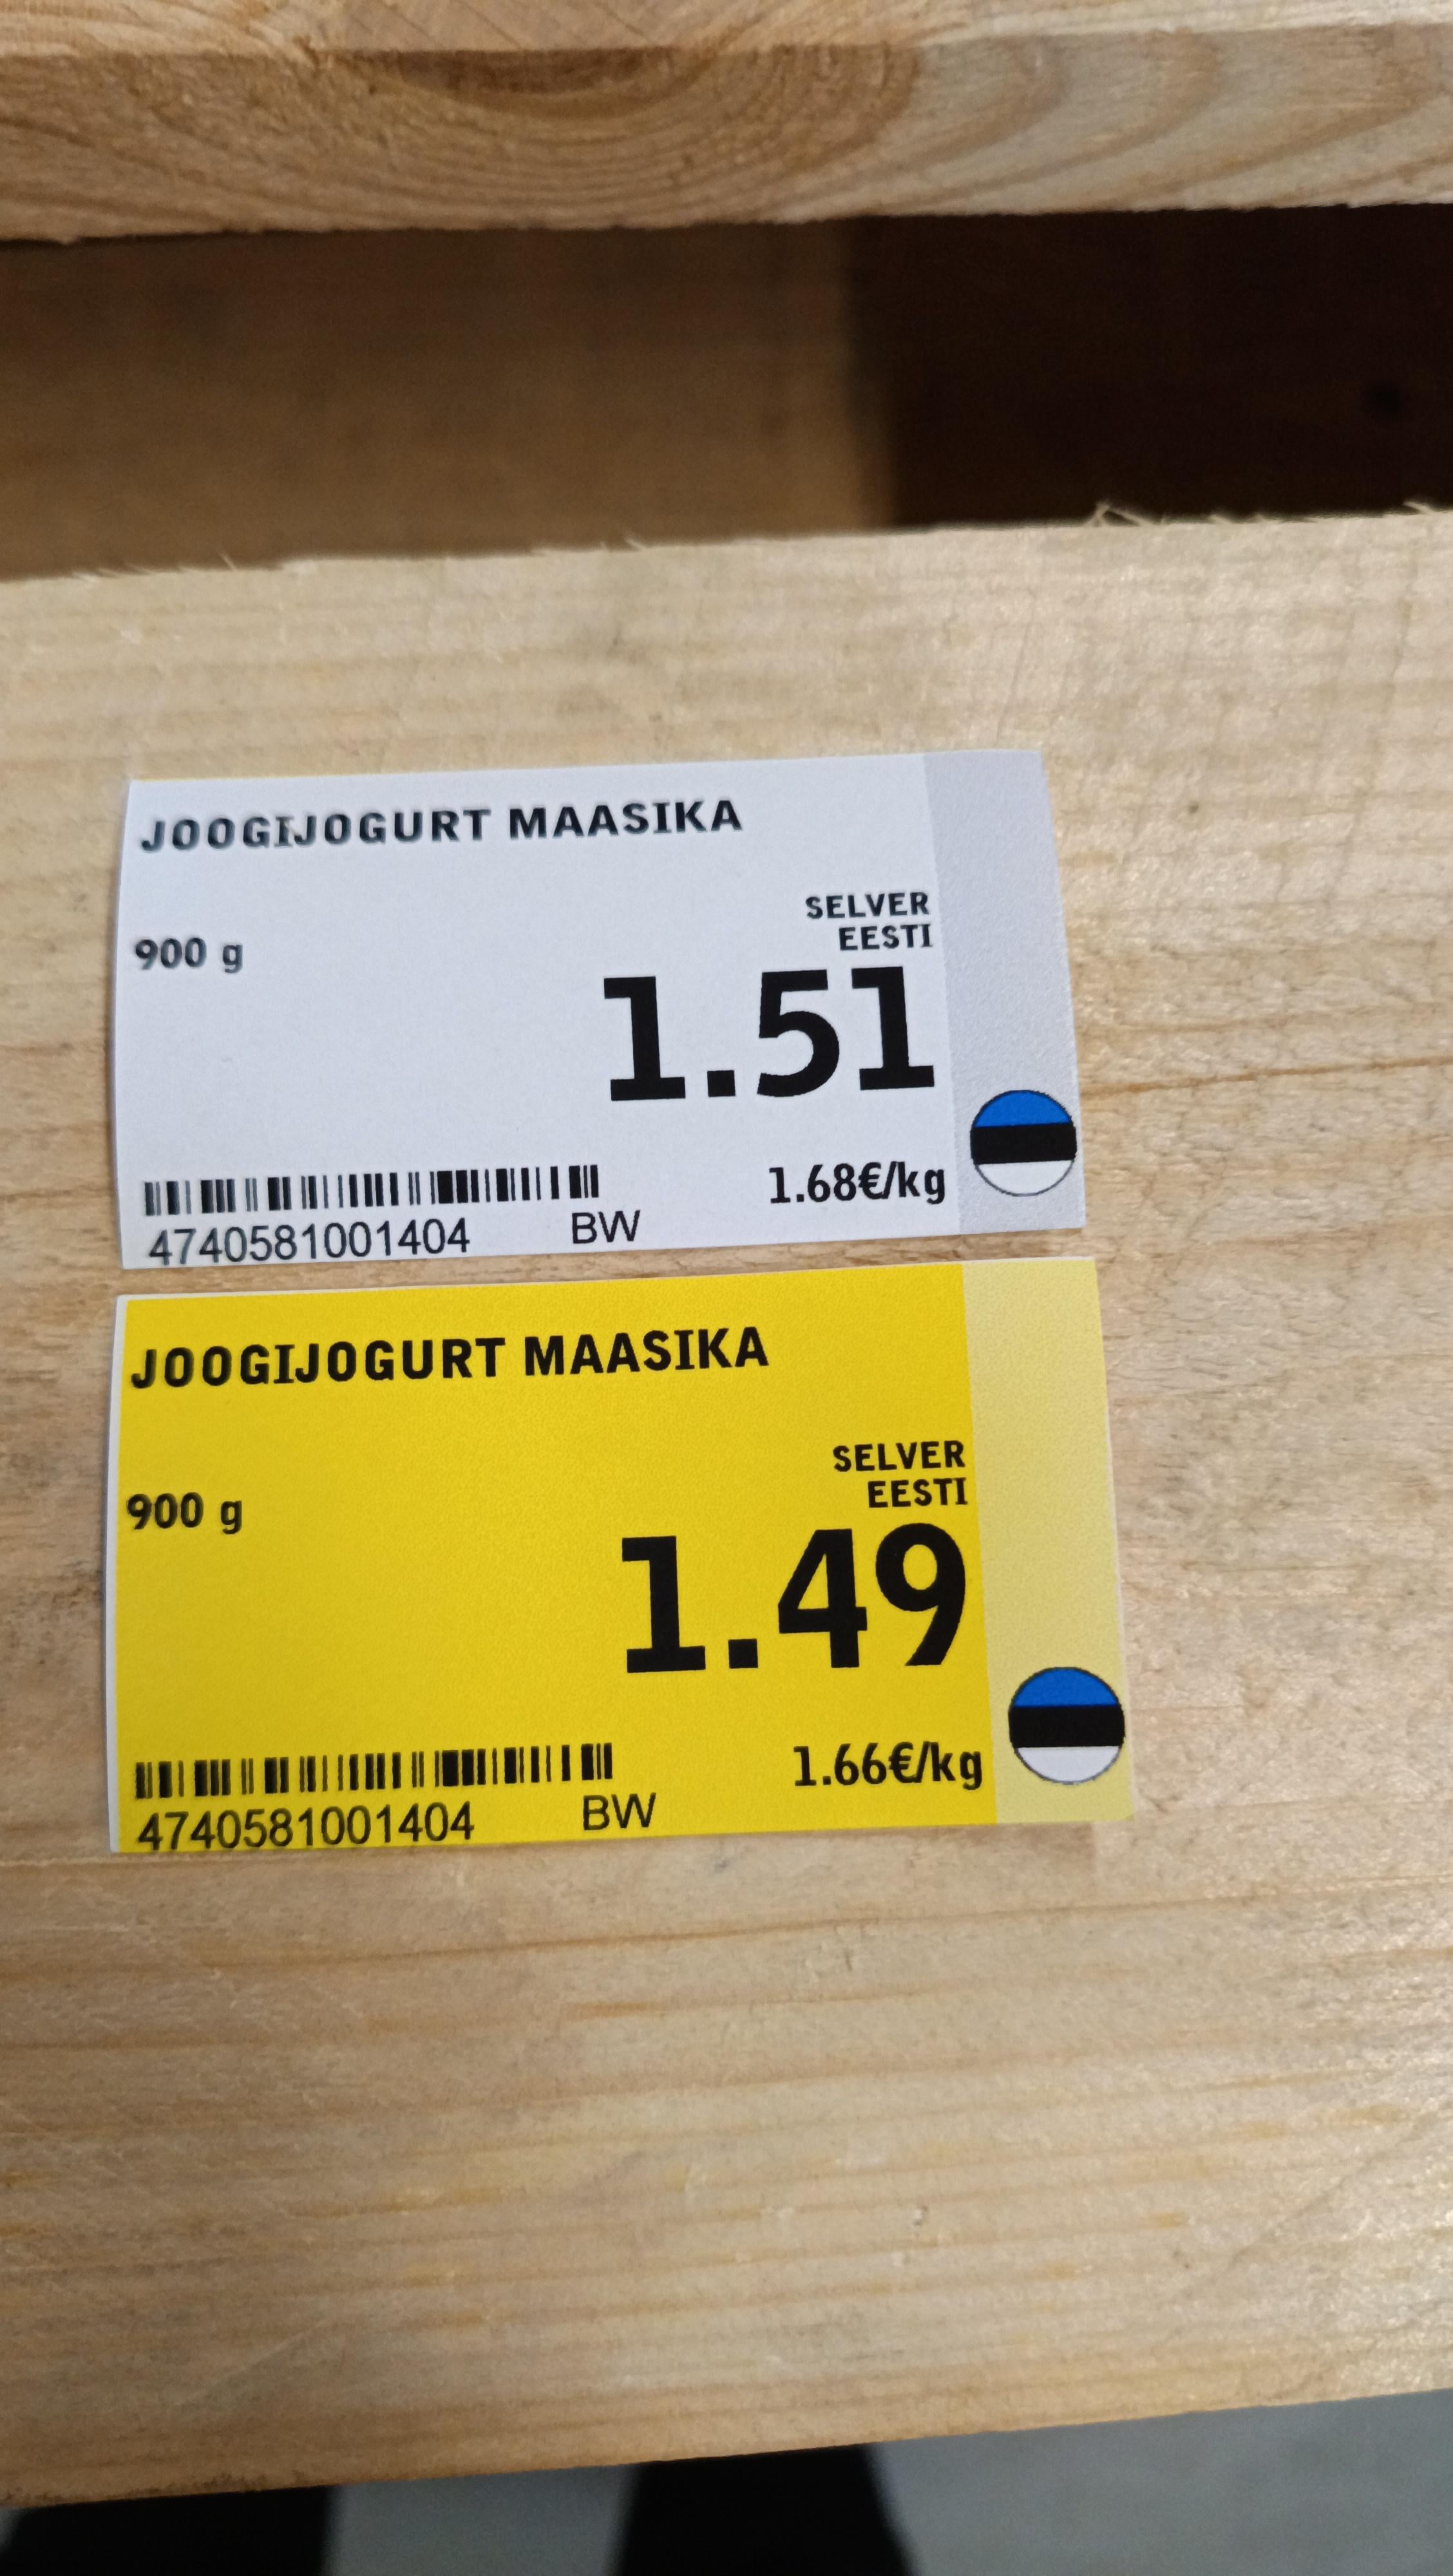 JOOGIJOGURT MAASIKA
SELVER
EESTI
900 g
1.51
1.68€/kg
4740581001404 BW
JOOGIJOGURT MAASIKA
SELVER
EESTI
900 g
1.49
1.66€/kg
4740581001404 BW